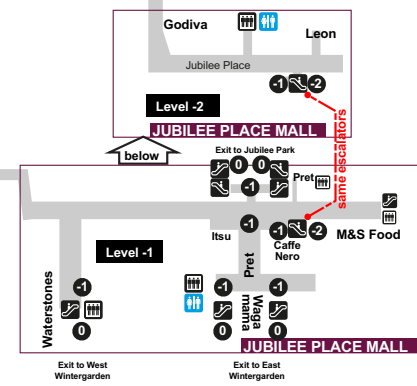 Godiva
Leon
Jubilee Place
-1 -2
Level -2
JUBILEE PLACE MALL
same escalators
below
Exit to Jubilee Park
0 0
-1
Pret
-1
-1 -2
Itsu
Caffe
Nero
M&S Food
Level -1
Pret
Waterstones
-1
-1
-1
Waga
mama
0
0
0
JUBILEE PLACE MALL
Exit to West
Wintergarden
Exit to East
Wintergarden